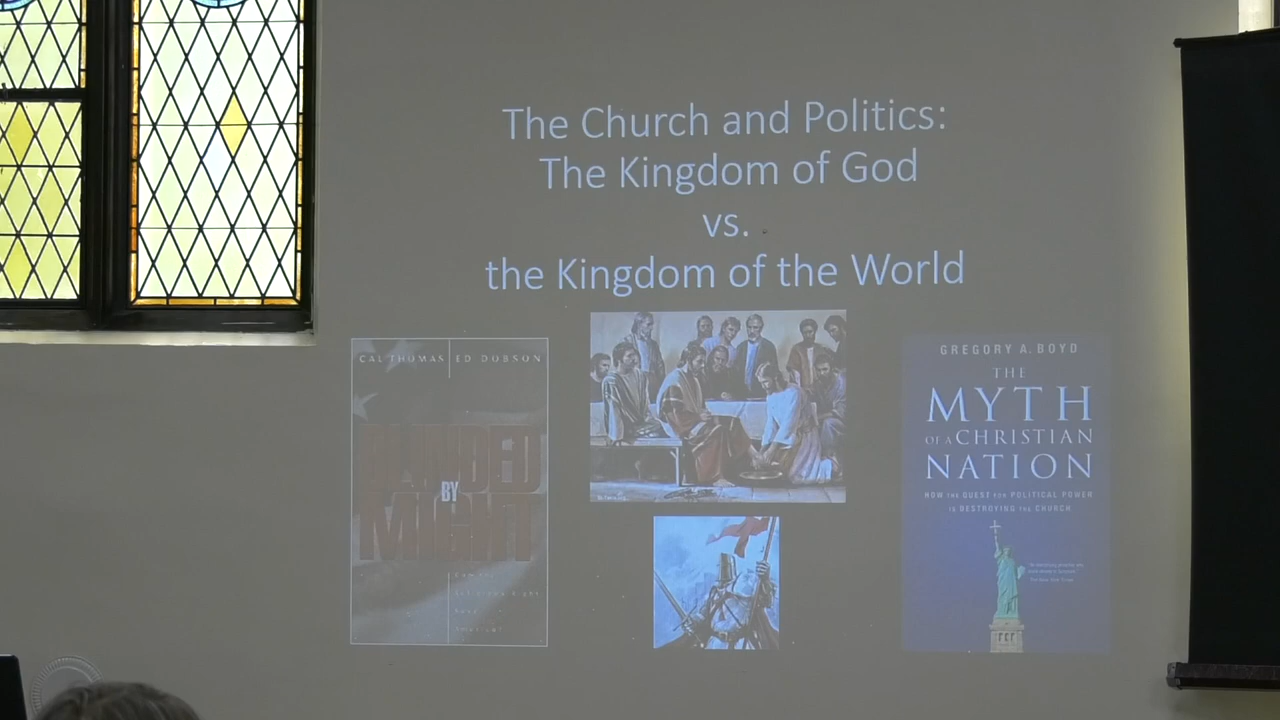 The Church and Politics:
The Kingdom of God
vs.
the Kingdom of the World
CAL THOMAS ED DOBSON
BLINDED
BY
MIGHT
GREGORY A. BOYD
THE
MYTH
OF A CHRISTIAN
NATION
HOW THE QUEST FOR POLITICAL POWER
IS DESTROYING THE CHURCH